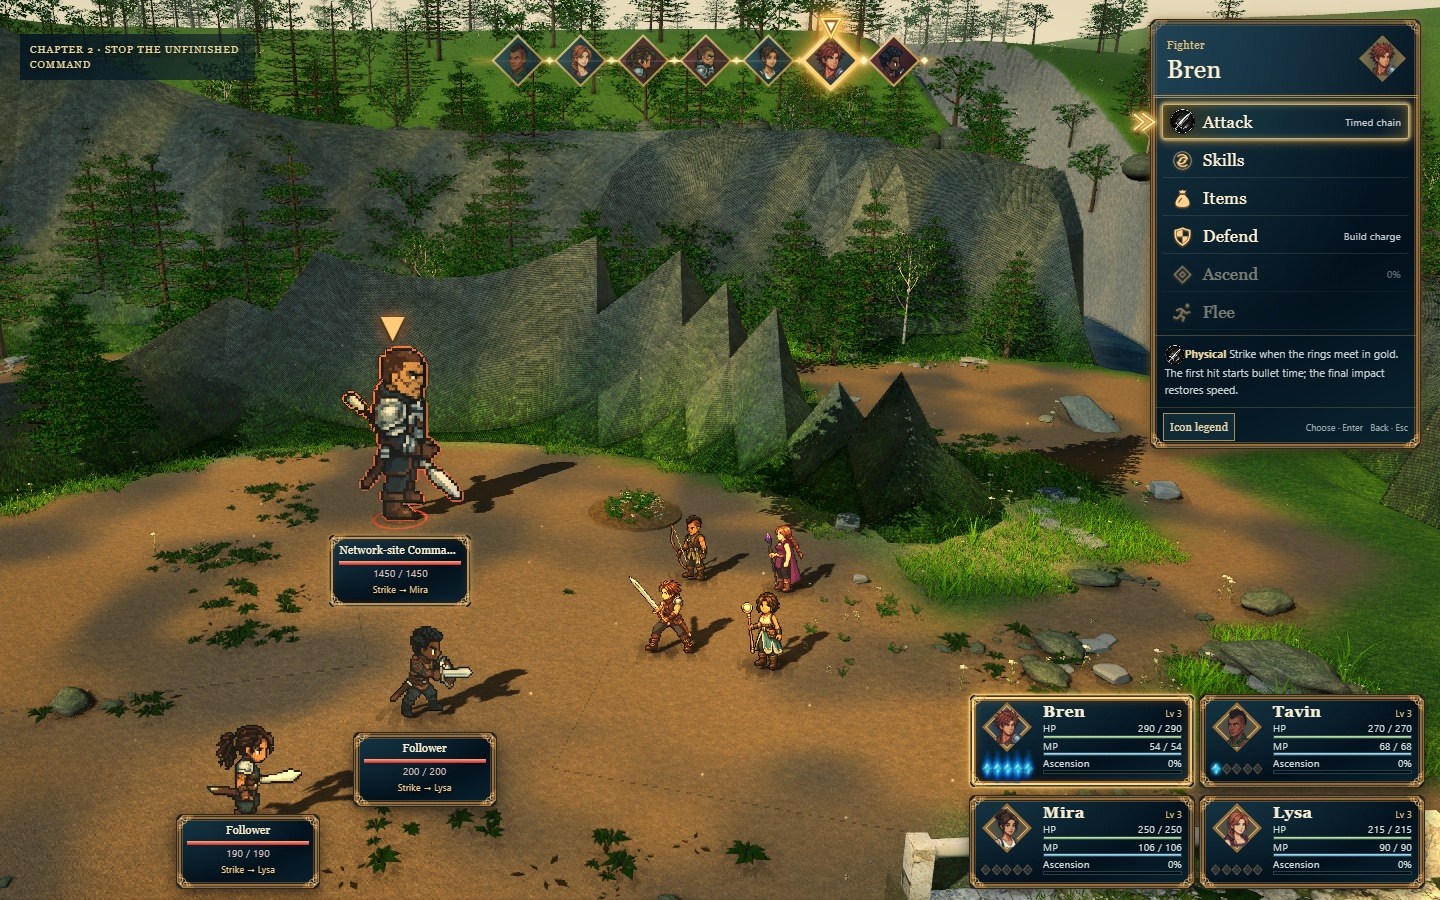 CHAPTER 2 · STOP THE UNFINISHED
COMMAND
Fighter
Bren
Attack Timed chain
Skills
Items
Defend Build charge
Ascend 0%
Flee
Physical Strike when the rings meet in gold.
The first hit starts bullet time; the final impact
restores speed.
Icon legend Choose · Enter Back · Esc
Network-site Comma...
1450 / 1450
Strike → Mira
Follower
200 / 200
Strike → Lysa
Follower
190 / 190
Strike → Lysa
Bren Lv 3
HP 290 / 290
MP 54 / 54
Ascension 0%
Tavin Lv 3
HP 270 / 270
MP 68 / 68
Ascension 0%
Mira Lv 3
HP 250 / 250
MP 106 / 106
Ascension 0%
Lysa Lv 3
HP 215 / 215
MP 90 / 90
Ascension 0%